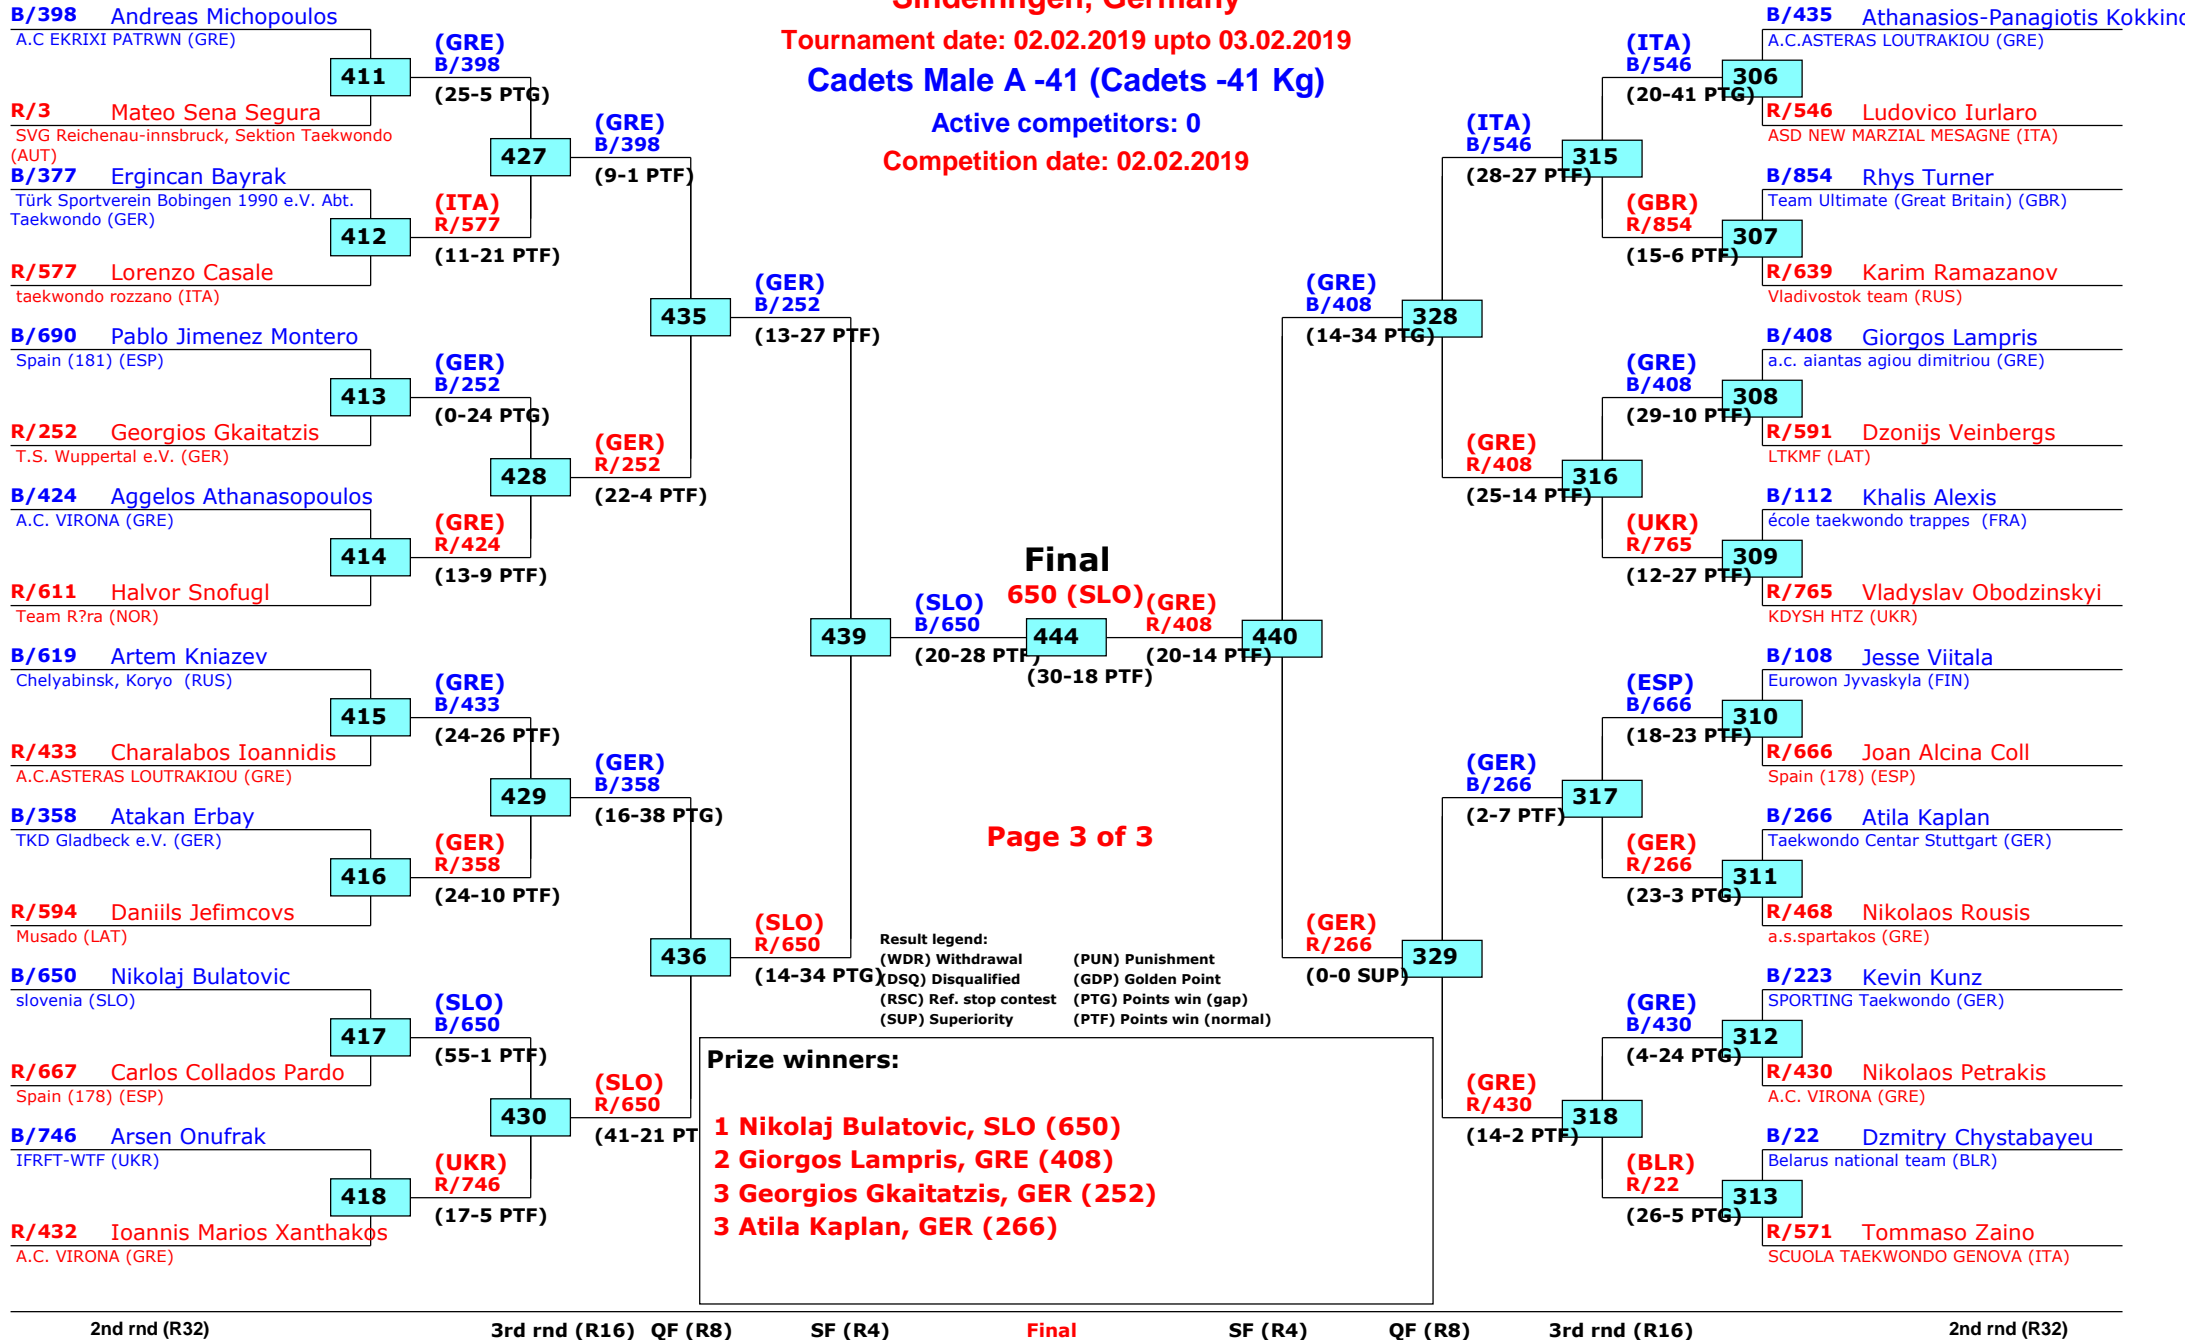 Sindelfingen, Germany
Tournament date: 02.02.2019 upto 03.02.2019
Cadets Male A -41 (Cadets -41 Kg)
Active competitors: 0
Competition date: 02.02.2019
B/398 Andreas Michopoulos
A.C EKRIXI PATRWN (GRE)
411
R/3 Mateo Sena Segura
SVG Reichenau-innsbruck, Sektion Taekwondo
(AUT)
B/377 Ergincan Bayrak
Türk Sportverein Bobingen 1990 e.V. Abt.
Taekwondo (GER)
412
R/577 Lorenzo Casale
taekwondo rozzano (ITA)
B/690 Pablo Jimenez Montero
Spain (181) (ESP)
413
R/252 Georgios Gkaitatzis
T.S. Wuppertal e.V. (GER)
B/424 Aggelos Athanasopoulos
A.C. VIRONA (GRE)
414
R/611 Halvor Snofugl
Team R?ra (NOR)
B/619 Artem Kniazev
Chelyabinsk, Koryo (RUS)
415
R/433 Charalabos Ioannidis
A.C.ASTERAS LOUTRAKIOU (GRE)
B/358 Atakan Erbay
TKD Gladbeck e.V. (GER)
416
R/594 Daniils Jefimcovs
Musado (LAT)
B/650 Nikolaj Bulatovic
slovenia (SLO)
417
R/667 Carlos Collados Pardo
Spain (178) (ESP)
B/746 Arsen Onufrak
IFRFT-WTF (UKR)
418
R/432 Ioannis Marios Xanthakos
A.C. VIRONA (GRE)
(GRE)
B/398
(25-5 PTG)
427
(ITA)
R/577
(11-21 PTF)
(GER)
B/252
(0-24 PTG)
428
(GRE)
R/424
(13-9 PTF)
(GRE)
B/433
(24-26 PTF)
429
(GER)
R/358
(24-10 PTF)
(SLO)
B/650
(55-1 PTF)
430
(UKR)
R/746
(17-5 PTF)
(GRE)
B/398
(9-1 PTF)
435
(GER)
R/252
(22-4 PTF)
(GER)
B/358
(16-38 PTG)
436
(SLO)
R/650
(41-21 PT
(GER)
B/252
(13-27 PTF)
439
(SLO)
R/650
(14-34 PTG)
(SLO)
B/650
(20-28 PTF)
Final
650 (SLO)
444
(30-18 PTF)
(GRE)
R/408
(20-14 PTF)
440
Page 3 of 3
(GRE)
B/408
(14-34 PTG)
328
(GER)
R/266
(0-0 SUP)
329
(ITA)
B/546
(28-27 PTF)
315
(GRE)
R/408
(25-14 PTF)
316
(GER)
B/266
(2-7 PTF)
317
(GRE)
R/430
(14-2 PTF)
318
(ITA)
B/546
(20-41 PTG)
306
(GBR)
R/854
(15-6 PTF)
307
(GRE)
B/408
(29-10 PTF)
308
(UKR)
R/765
(12-27 PTF)
309
(ESP)
B/666
(18-23 PTF)
310
(GER)
R/266
(23-3 PTG)
311
(GRE)
B/430
(4-24 PTG)
312
(BLR)
R/22
(26-5 PTG)
313
B/435 Athanasios-Panagiotis Kokkino
A.C.ASTERAS LOUTRAKIOU (GRE)
R/546 Ludovico Iurlaro
ASD NEW MARZIAL MESAGNE (ITA)
B/854 Rhys Turner
Team Ultimate (Great Britain) (GBR)
R/639 Karim Ramazanov
Vladivostok team (RUS)
B/408 Giorgos Lampris
a.c. aiantas agiou dimitriou (GRE)
R/591 Dzonijs Veinbergs
LTKMF (LAT)
B/112 Khalis Alexis
école taekwondo trappes (FRA)
R/765 Vladyslav Obodzinskyi
KDYSH HTZ (UKR)
B/108 Jesse Viitala
Eurowon Jyvaskyla (FIN)
R/666 Joan Alcina Coll
Spain (178) (ESP)
B/266 Atila Kaplan
Taekwondo Centar Stuttgart (GER)
R/468 Nikolaos Rousis
a.s.spartakos (GRE)
B/223 Kevin Kunz
SPORTING Taekwondo (GER)
R/430 Nikolaos Petrakis
A.C. VIRONA (GRE)
B/22 Dzmitry Chystabayeu
Belarus national team (BLR)
R/571 Tommaso Zaino
SCUOLA TAEKWONDO GENOVA (ITA)
Result legend:
(WDR) Withdrawal (PUN) Punishment
(DSQ) Disqualified (GDP) Golden Point
(RSC) Ref. stop contest (PTG) Points win (gap)
(SUP) Superiority (PTF) Points win (normal)
Prize winners:
1 Nikolaj Bulatovic, SLO (650)
2 Giorgos Lampris, GRE (408)
3 Georgios Gkaitatzis, GER (252)
3 Atila Kaplan, GER (266)
2nd rnd (R32) 3rd rnd (R16) QF (R8) SF (R4) Final SF (R4) QF (R8) 3rd rnd (R16) 2nd rnd (R32)